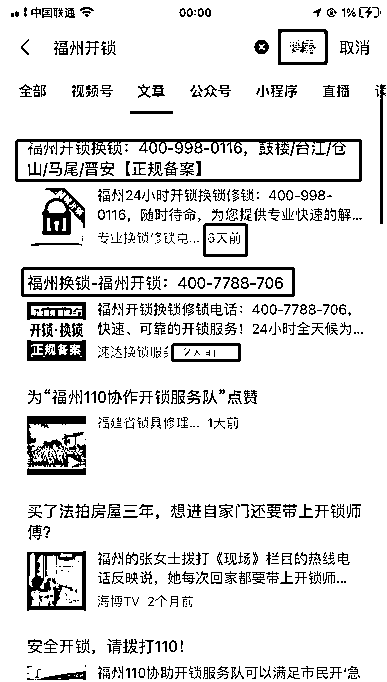 中国联通 00:00 1%
福州开锁 取消
全部 视频号 文章 公众号 小程序 直播
福州开锁换锁：400-998-0116，鼓楼/台江/仓
山/马尾/晋安【正规备案】
福州24小时开锁换锁修锁：400-998-
0116，随时待命，为您提供专业快速的解...
专业换锁修锁电... 6天前
福州换锁-福州开锁：400-7788-706
福州开锁换锁修锁电话：400-7788-706，
快速、可靠的开锁服务！24小时全天候为...
开锁·换锁
正规备案
速达换锁服务
为“福州110协作开锁服务队”点赞
福建省锁具修理... 1天前
买了法拍房屋三年，想进自家门还要带上开锁师
傅？
福州的张女士拨打《现场》栏目的热线电
话反映说，她每次回家都要带上开锁师...
海博TV 2个月前
安全开锁，请拨打110！
福州110协助开锁服务队可以满足市民开‘急